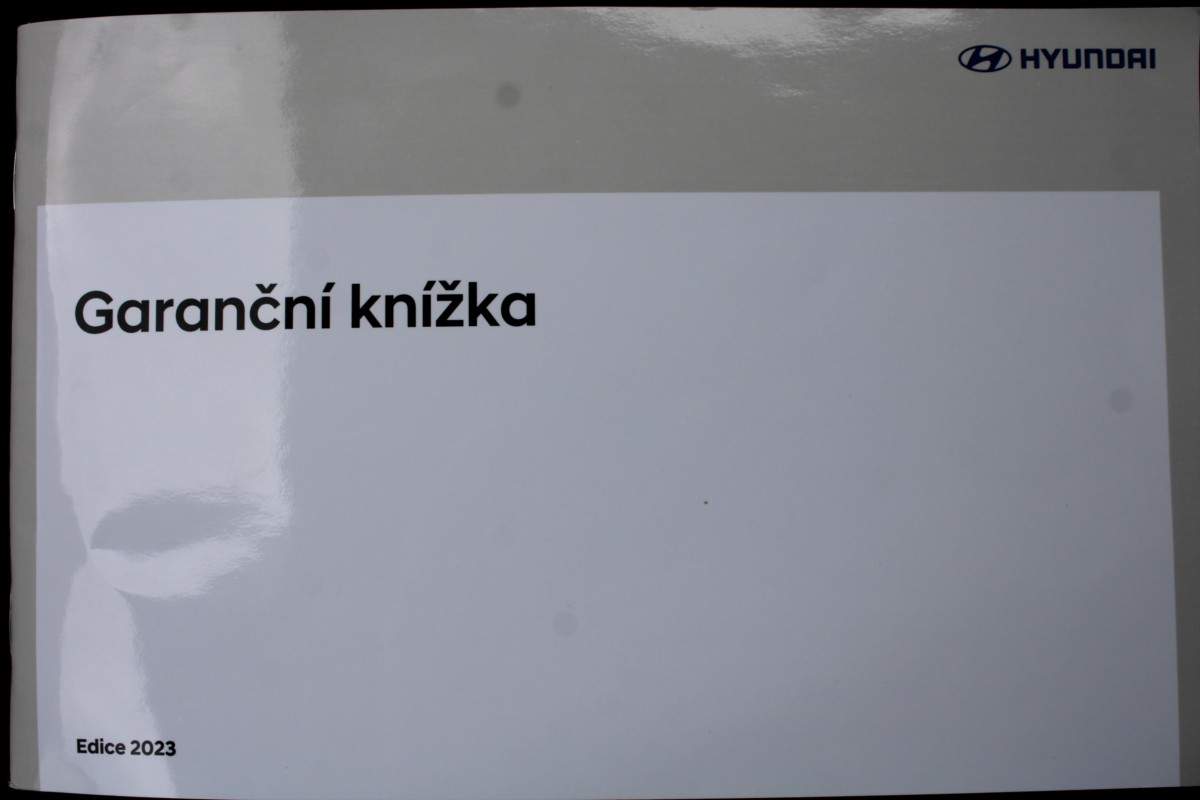 HYUNDAI
Garanční knížka
Edice 2023